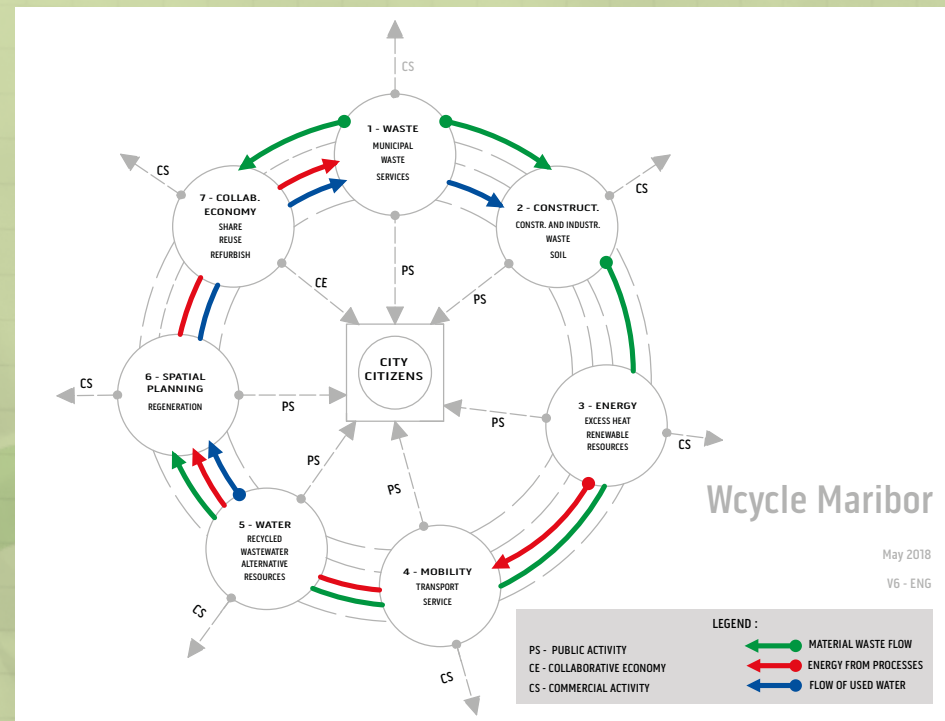 CS
1 - WASTE
MUNICIPAL
WASTE
SERVICES
CS
7 - COLLAB.
ECONOMY
SHARE
REUSE
REFURBISH
CS
2 - CONSTRUCT.
CONSTR. AND INDUSTR.
WASTE
SOIL
CE
PS
PS
CITY
CITIZENS
CS
6 - SPATIAL
PLANNING
REGENERATION
PS
PS
3 - ENERGY
EXCESS HEAT
RENEWABLE
RESOURCES
CS
PS
PS
5 - WATER
RECYCLED
WASTEWATER
ALTERNATIVE
RESOURCES
CS
4 - MOBILITY
TRANSPORT
SERVICE
CS
Wcycle Maribor
May 2018
V6 - ENG
LEGEND :
PS - PUBLIC ACTIVITY
CE - COLLABORATIVE ECONOMY
CS - COMMERCIAL ACTIVITY
MATERIAL WASTE FLOW
ENERGY FROM PROCESSES
FLOW OF USED WATER